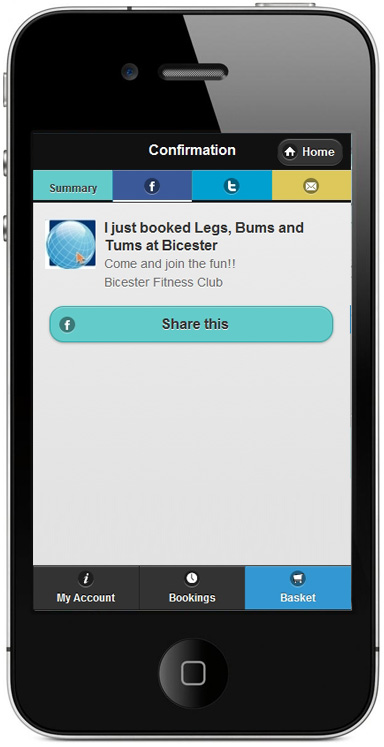 Confirmation
Home
Summary
I just booked Legs, Bums and
Tums at Bicester
Come and join the fun!!
Bicester Fitness Club
Share this
My Account
Bookings
Basket